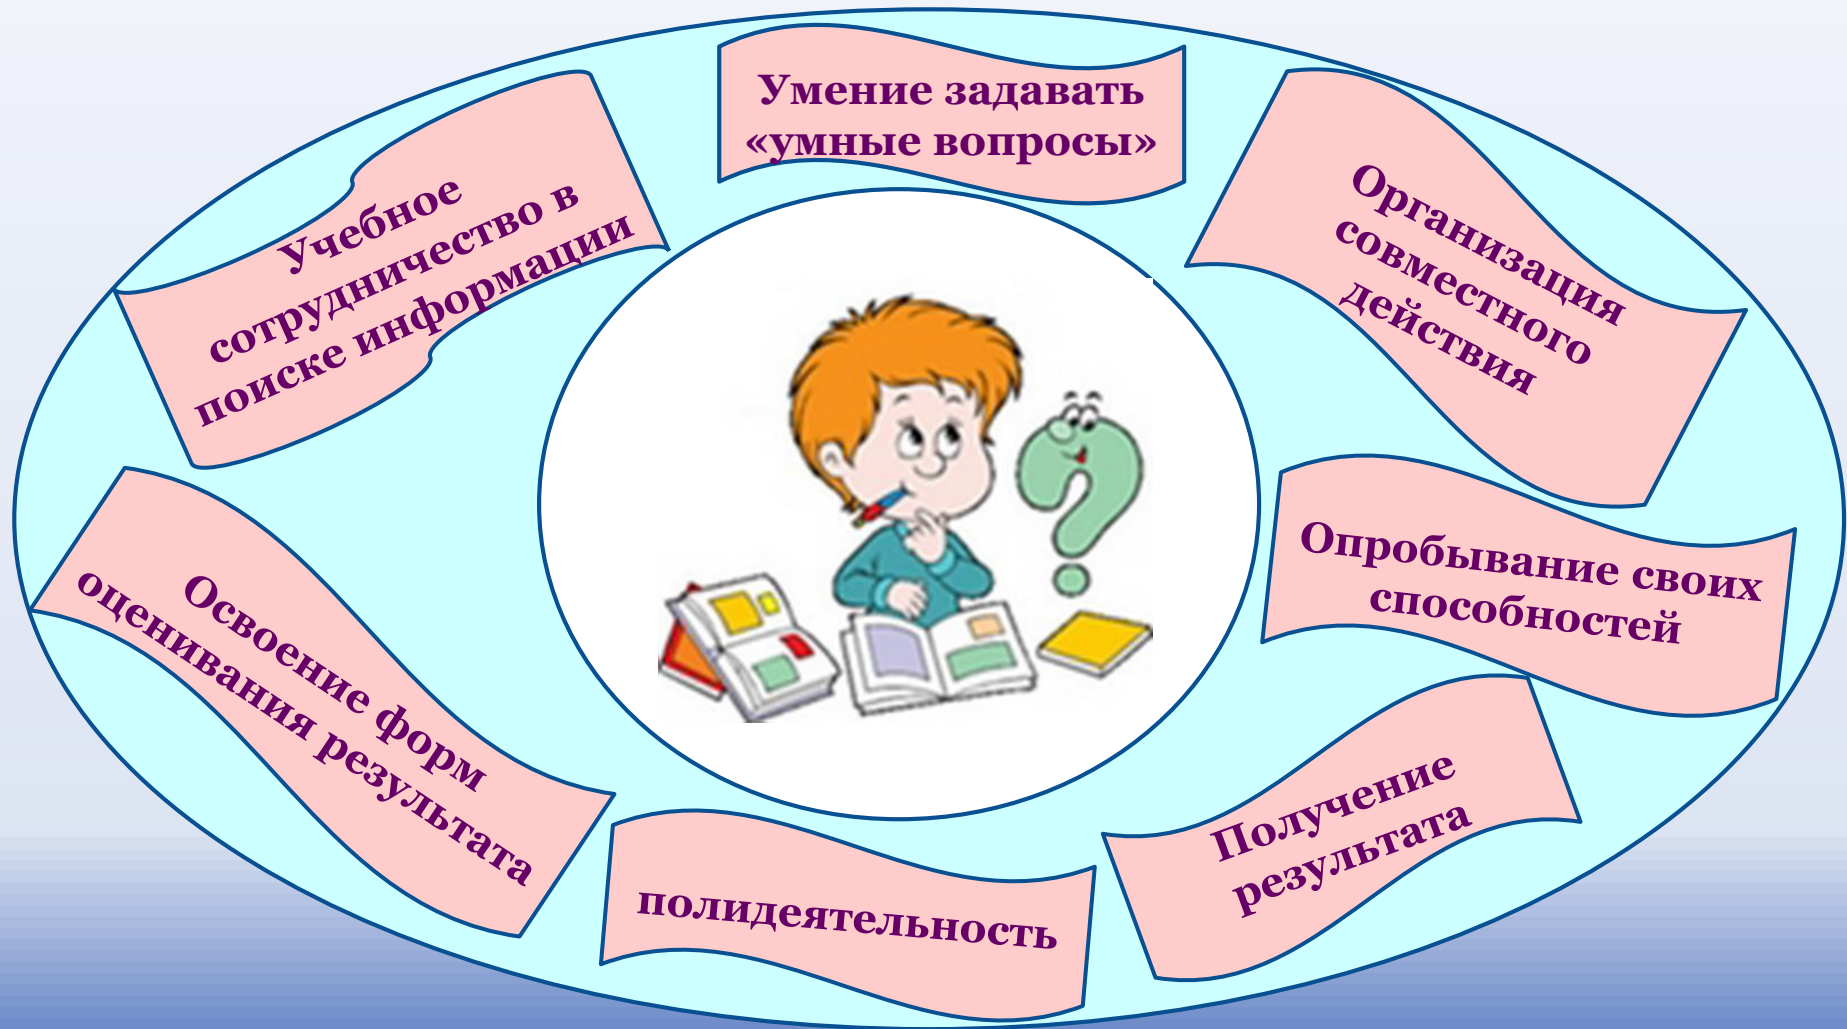 Умение задавать
«умные вопросы»
Учебное
сотрудничество в
поиске информации
Организация
совместного
действия
Опробывание своих
способностей
Освоение форм
оценивания результата
Получение
результата
полидеятельность